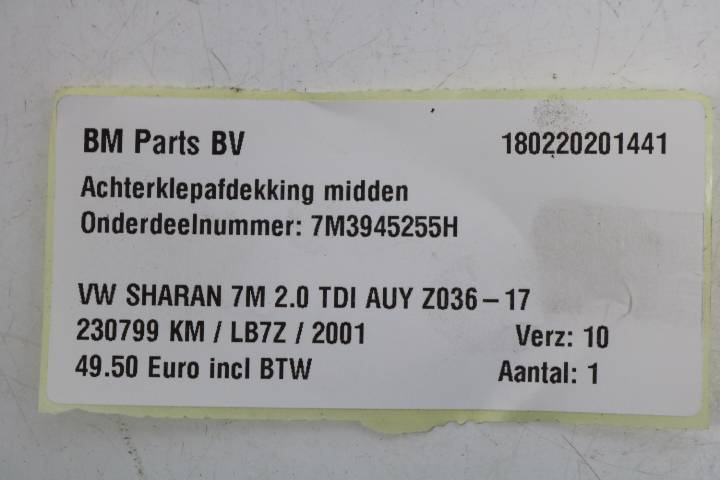 BM Parts BV 180220201441
Achterklepafdekking midden
Onderdeelnummer: 7M3945255H
VW SHARAN 7M 2.0 TDI AUY Z036-17
230799 KM / LB7Z / 2001 Verz: 10
49.50 Euro incl BTW Aantal: 1